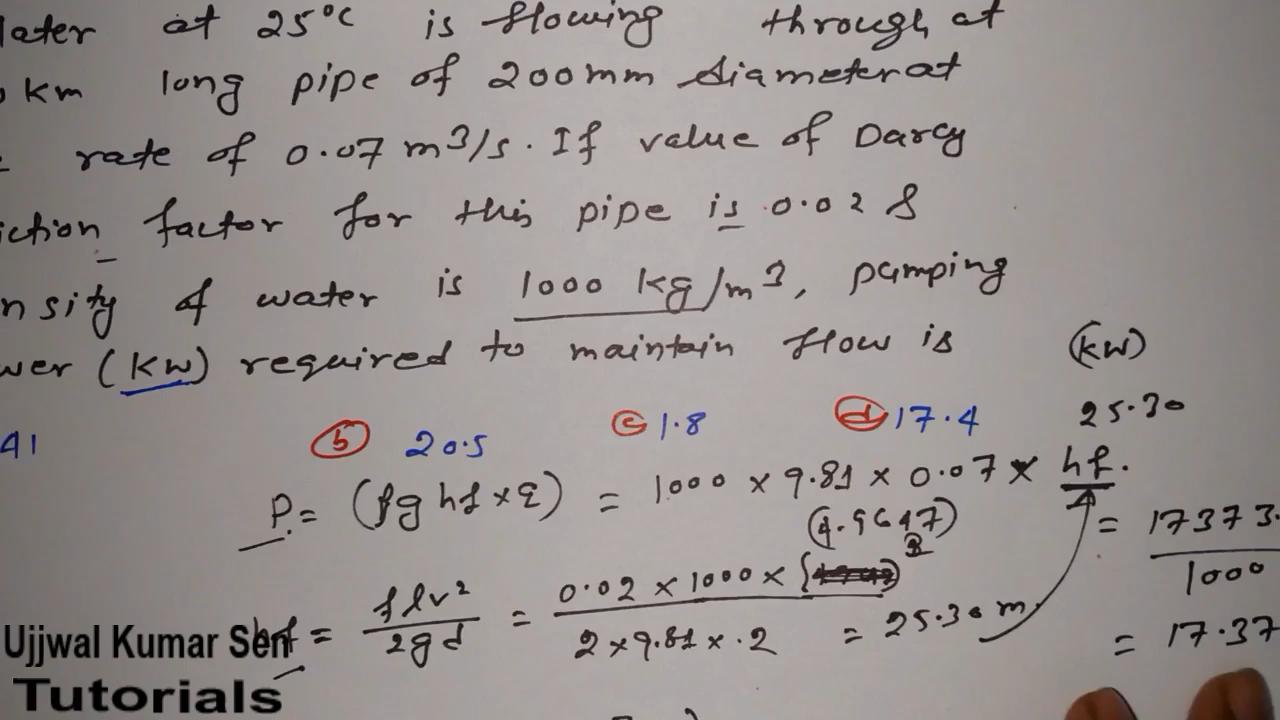 later at 25°C is flowing through at
km long pipe of 200mm diameter at
rate of 0.07 m3/s. If value of Darcy
iction factor for this pipe is 0.02 &
nsity of water is 1000 kg/m3, pamping
wer (KW) required to maintain flow is (KW)
41 (b) 20.5 (c) 1.8 (d) 17.4 25.30
P = (ρg hf × Q) = 1000 × 9.81 × 0.07 × hf.
= 17373.
1000
= 17.37
hf = flv² / 2gd = 0.02 × 1000 × ( )² / 2×9.81×.2 = 25.30 m
Ujjwal Kumar Sen
Tutorials